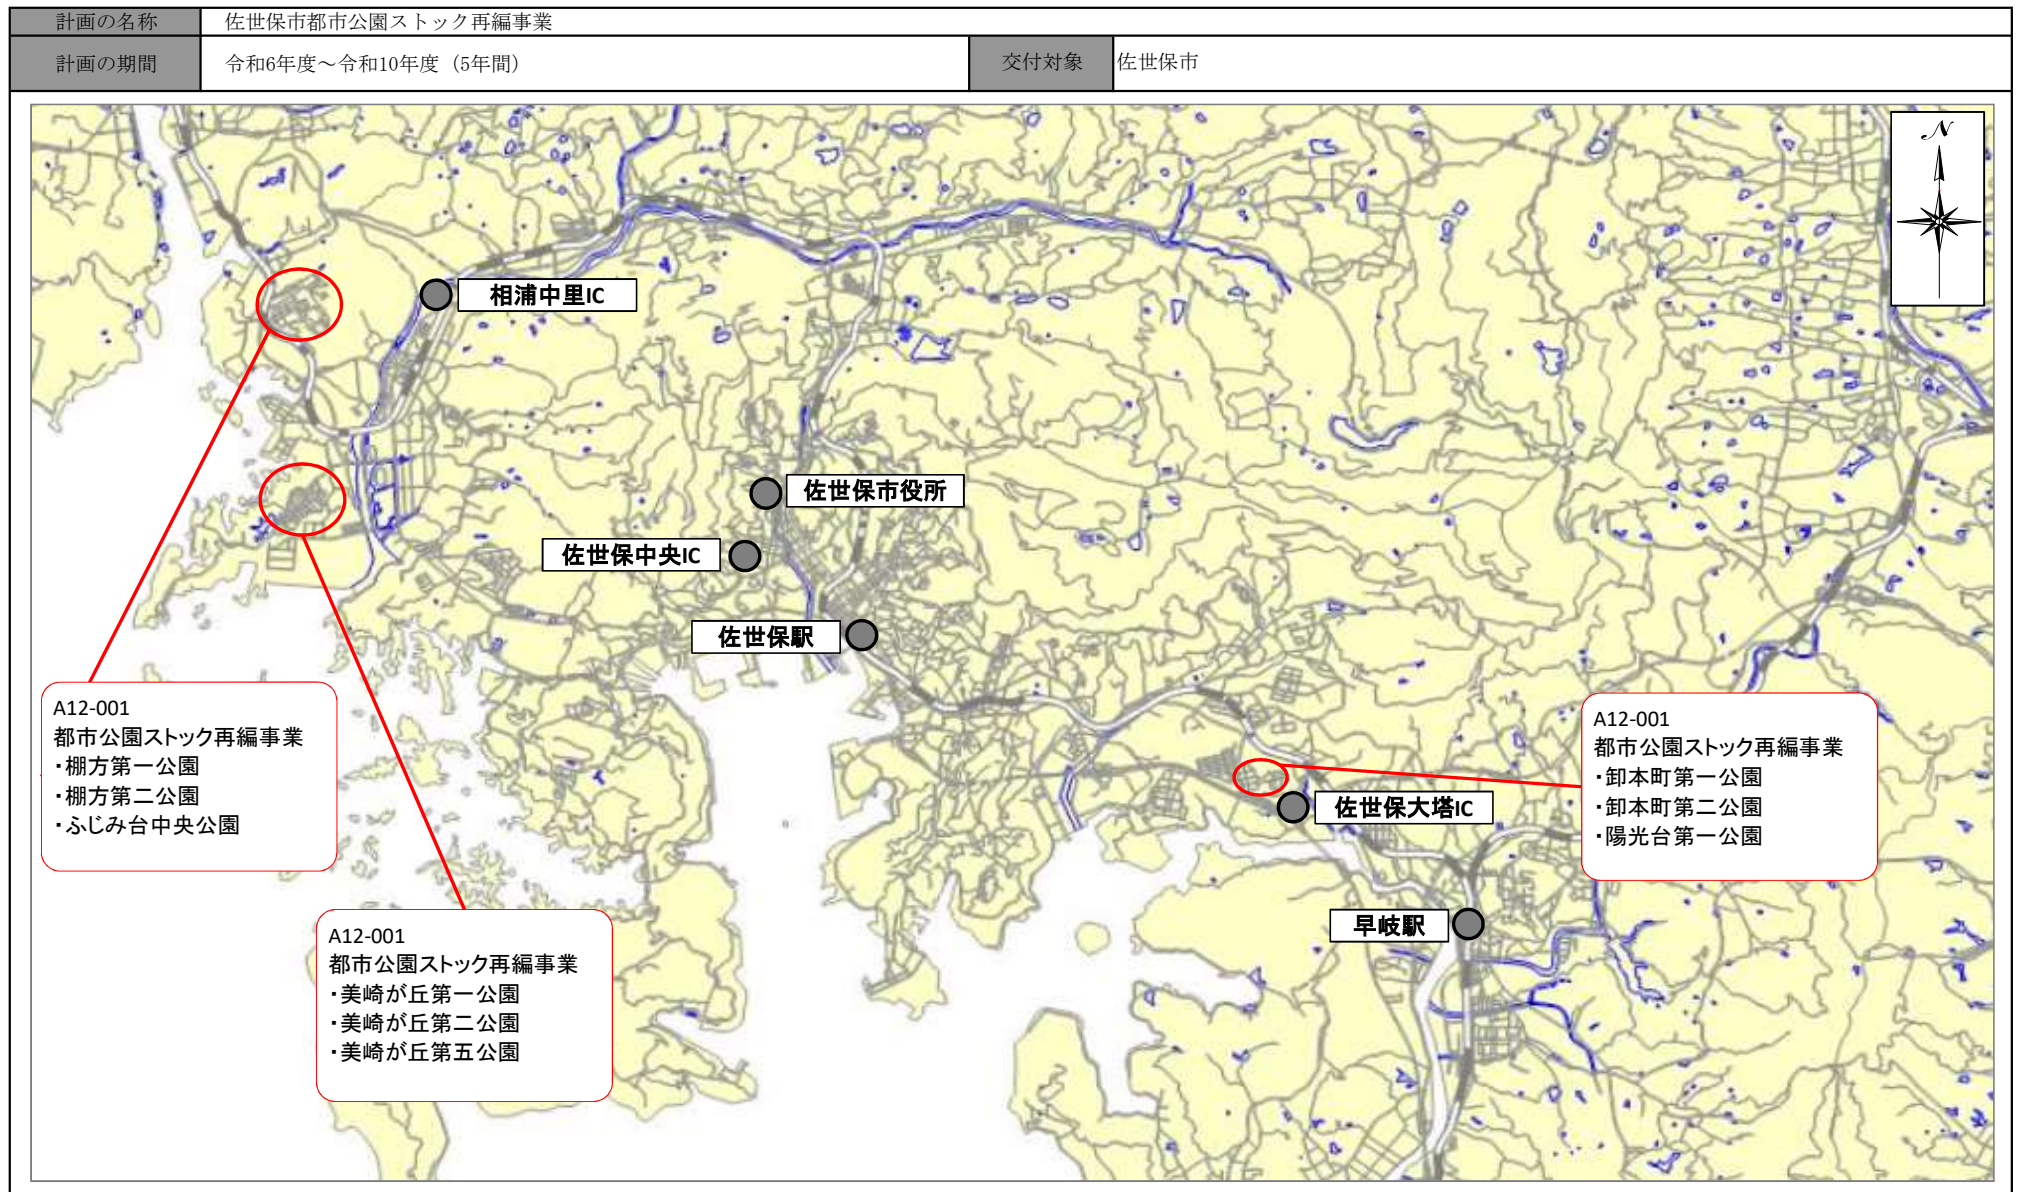 計画の名称 佐世保市都市公園ストック再編事業
計画の期間 令和6年度～令和10年度（5年間） 交付対象 佐世保市
N
相浦中里IC
佐世保市役所
佐世保中央IC
佐世保駅
A12-001
都市公園ストック再編事業
・棚方第一公園
・棚方第二公園
・ふじみ台中央公園
A12-001
都市公園ストック再編事業
・卸本町第一公園
・卸本町第二公園
・陽光台第一公園
佐世保大塔IC
早岐駅
A12-001
都市公園ストック再編事業
・美崎が丘第一公園
・美崎が丘第二公園
・美崎が丘第五公園